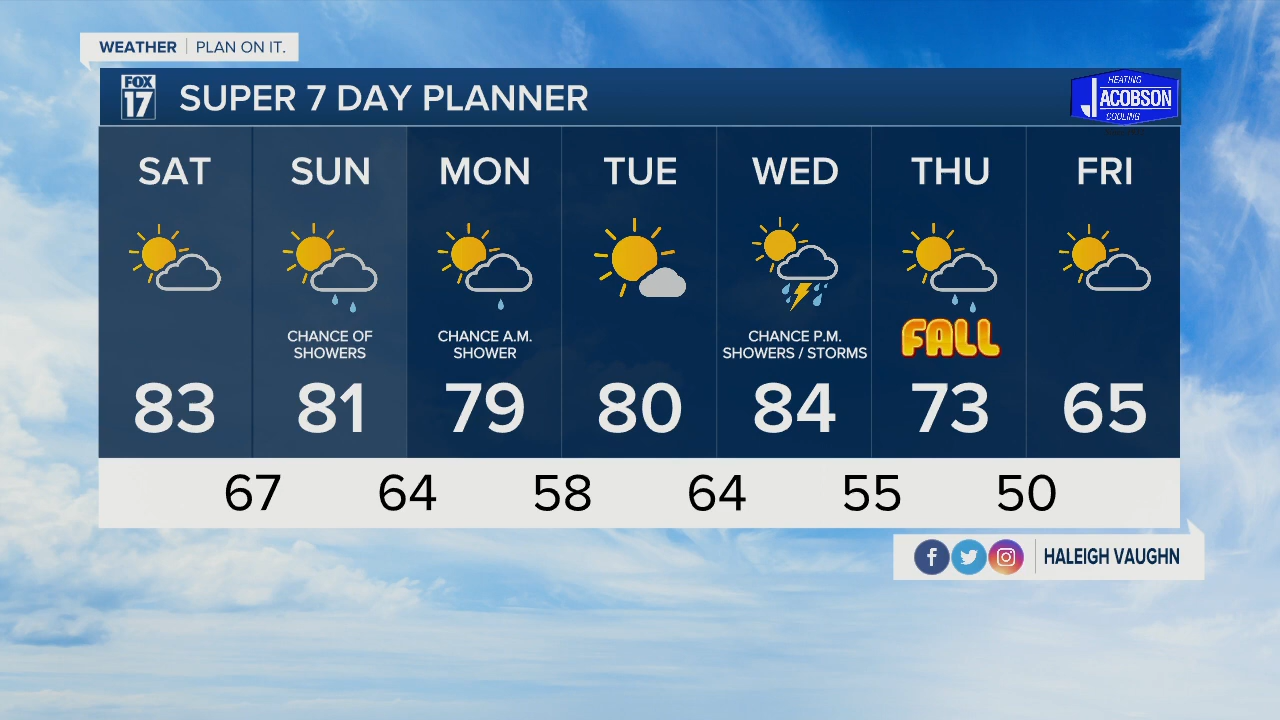 WEATHER PLAN ON IT.
FOX
17
SUPER 7 DAY PLANNER
HEATING
JACOBSON
COOLING
SAT SUN MON TUE WED THU FRI
CHANCE OF
SHOWERS
CHANCE A.M.
SHOWER
CHANCE P.M.
SHOWERS / STORMS
FALL
83 81 79 80 84 73 65
67 64 58 64 55 50
HALEIGH VAUGHN